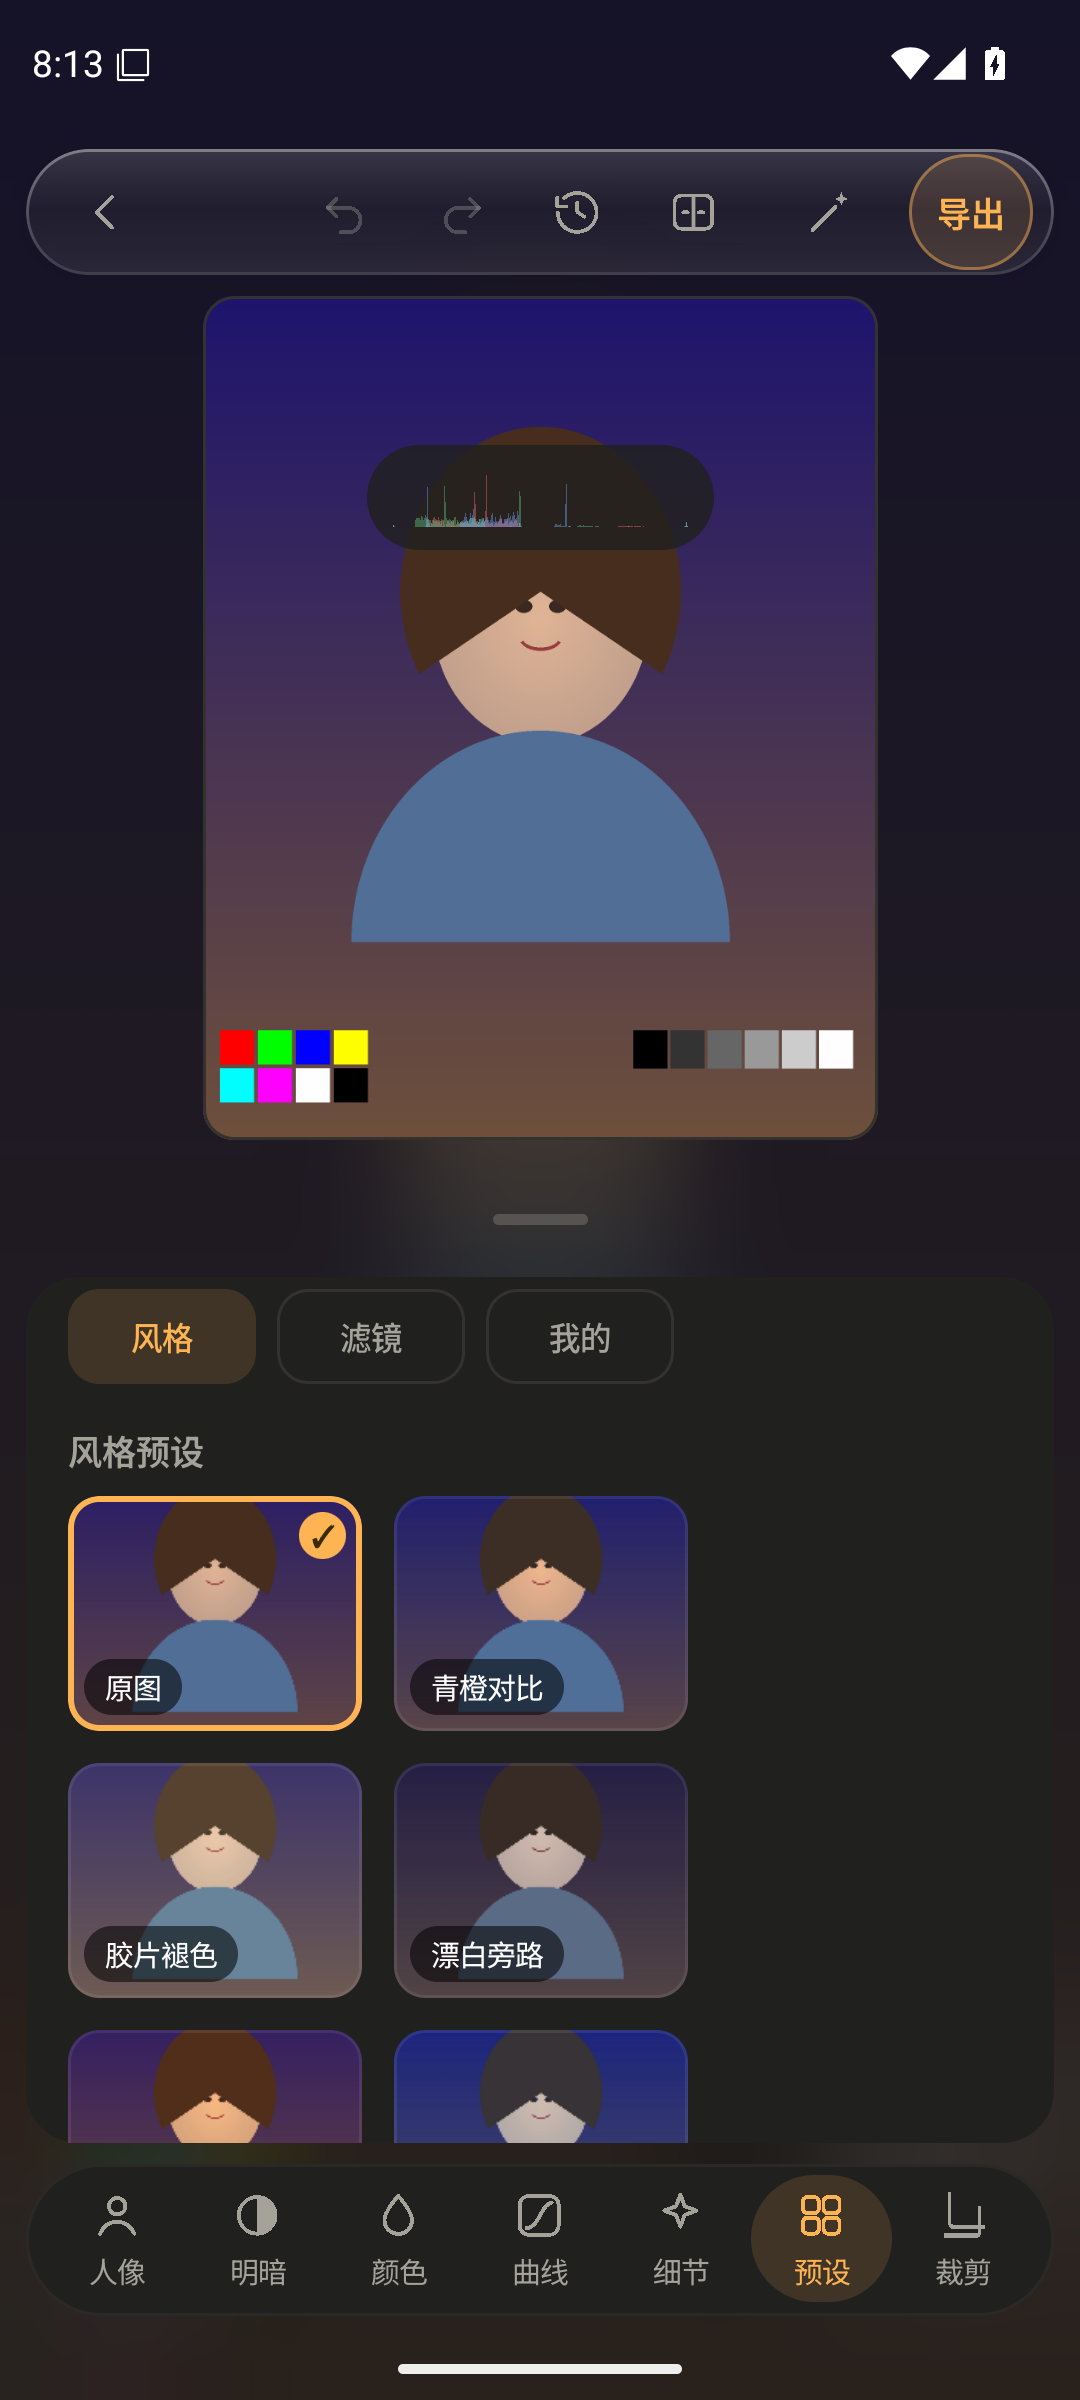 8:13
导出
风格
滤镜
我的
风格预设
原图
青橙对比
胶片褪色
漂白旁路
人像
明暗
颜色
曲线
细节
预设
裁剪